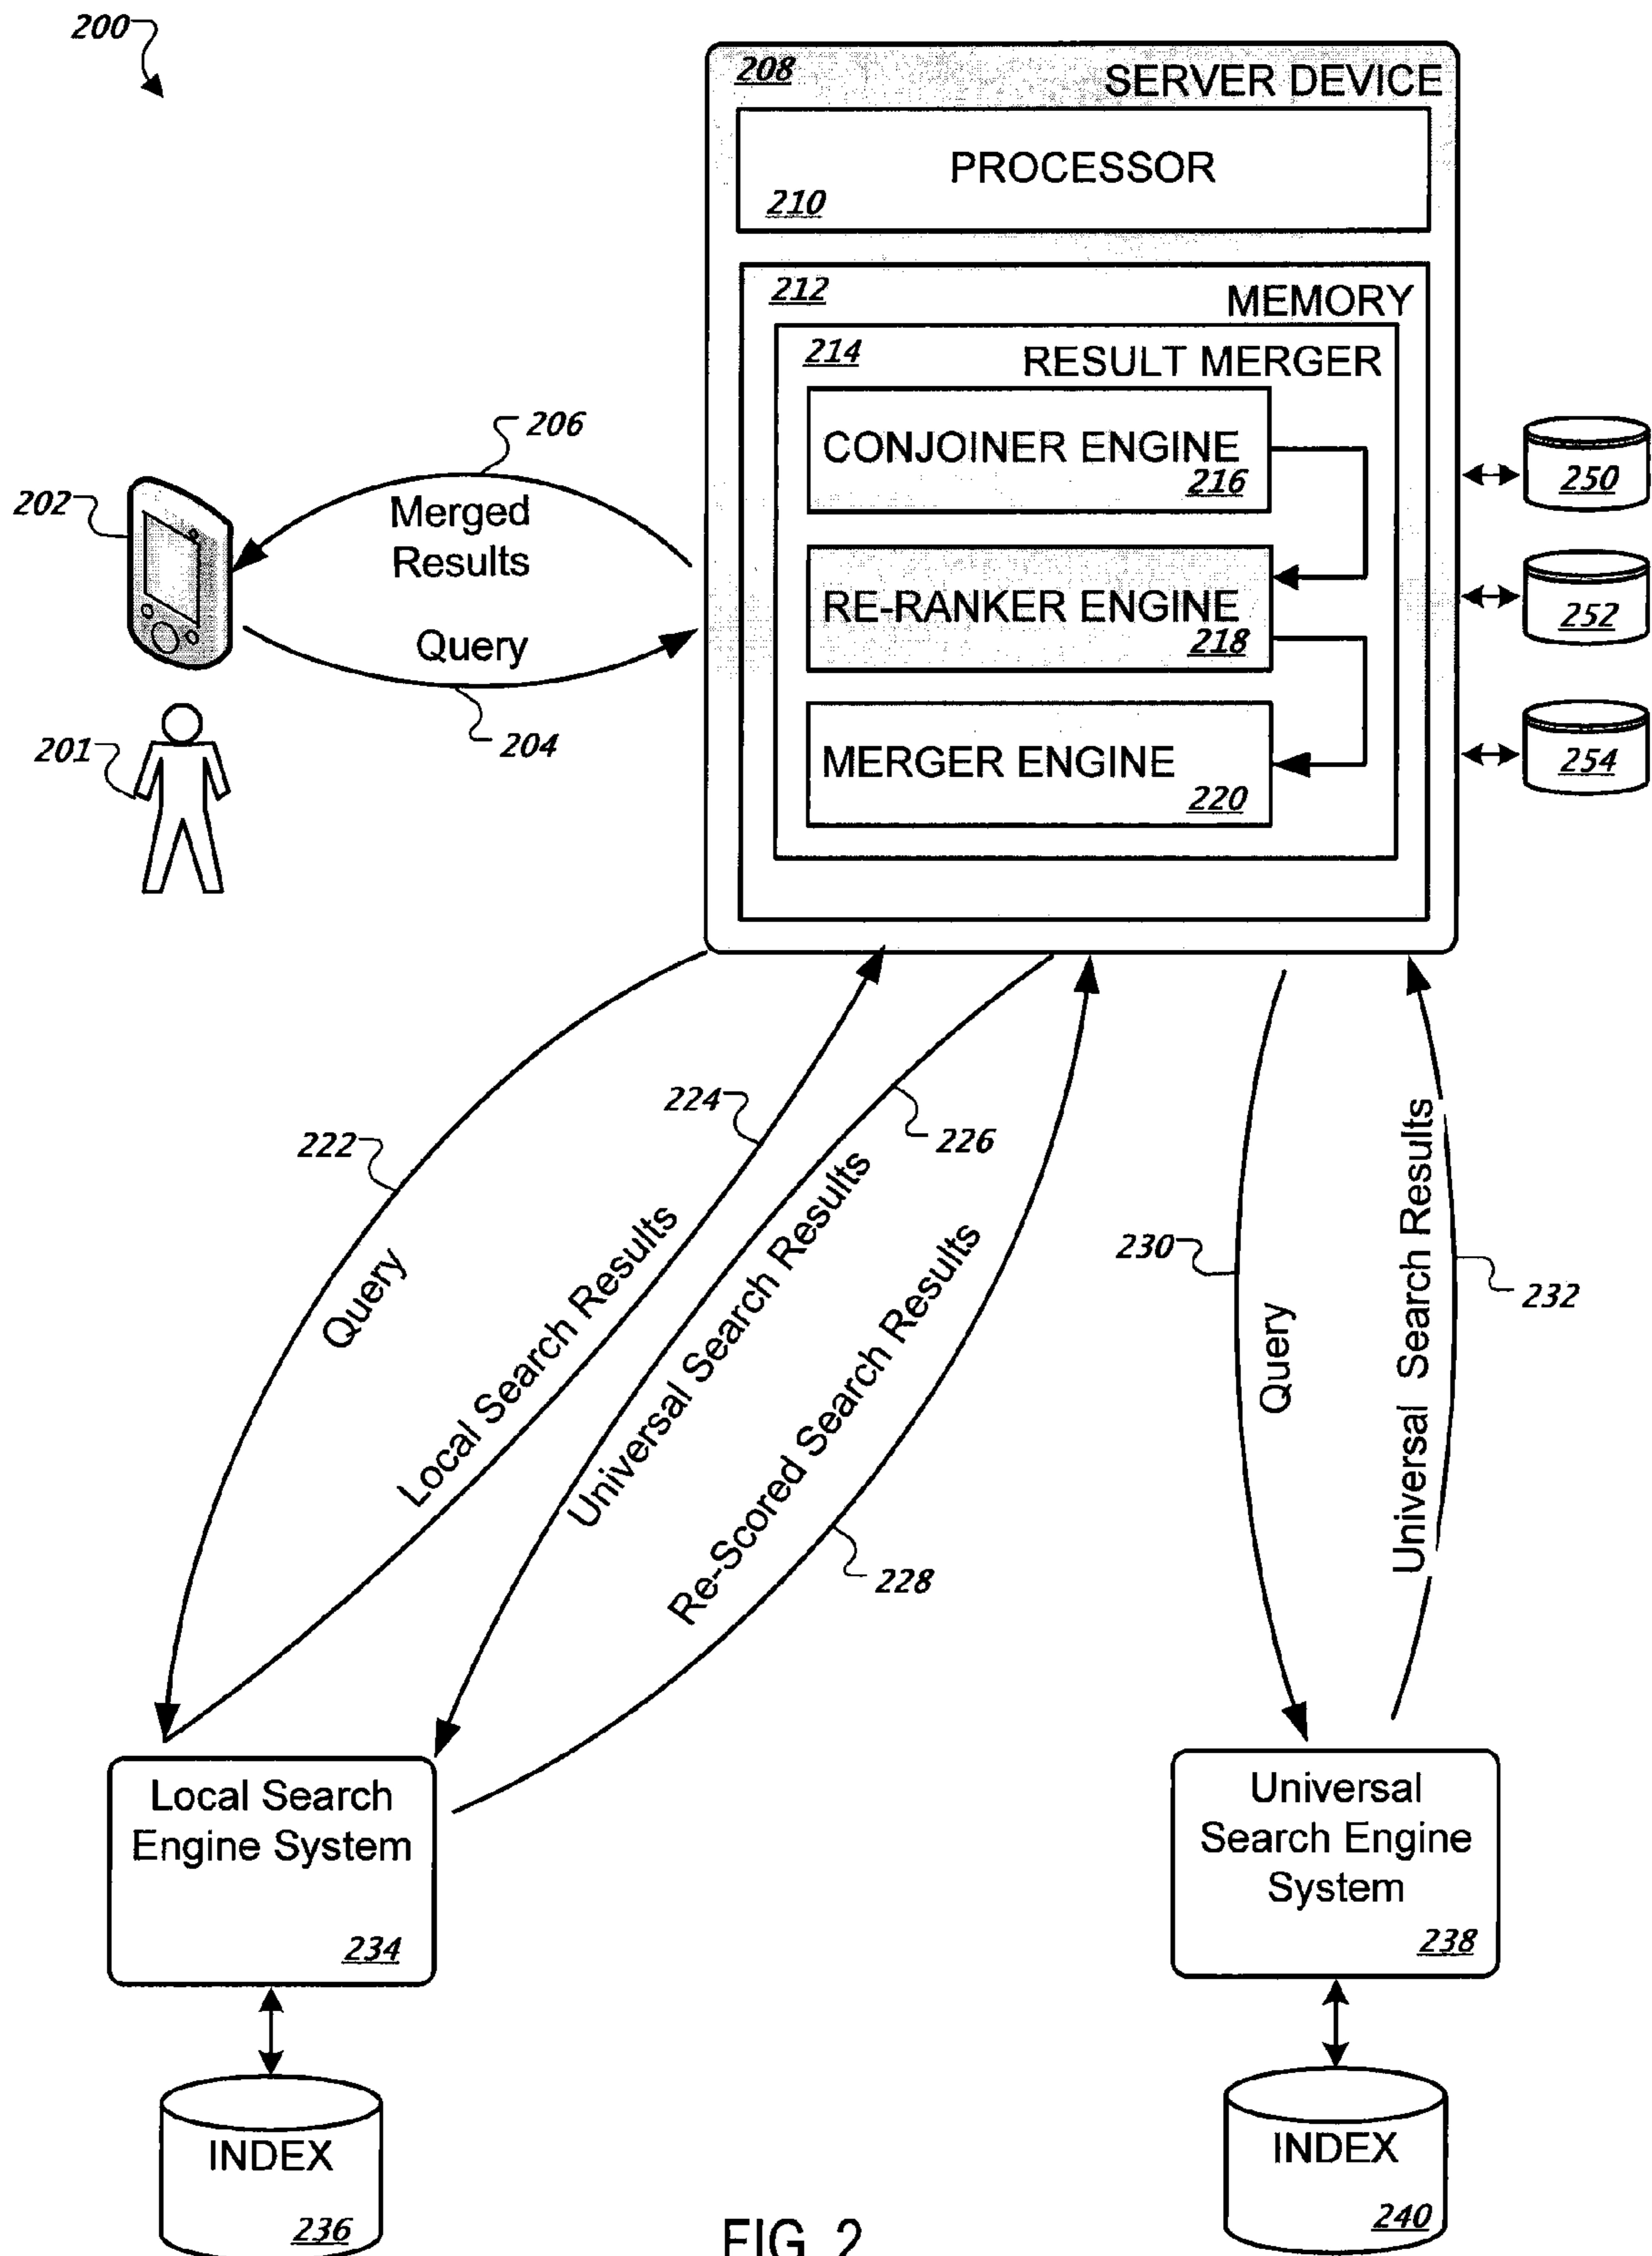 200
208
SERVER DEVICE
PROCESSOR
210
212
MEMORY
214
RESULT MERGER
CONJOINER ENGINE
216
RE-RANKER ENGINE
218
MERGER ENGINE
220
250
252
254
206
Merged
Results
202
Query
204
201
222
Query
224
Local Search Results
226
Universal Search Results
Re-Scored Search Results
228
230
Query
Universal Search Results
232
Local Search
Engine System
234
Universal
Search Engine
System
238
INDEX
236
INDEX
240
FIG. 2